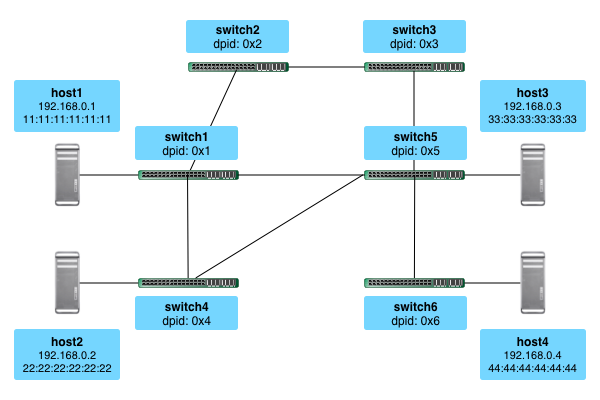 switch2
dpid: 0x2
switch3
dpid: 0x3
host1
192.168.0.1
11:11:11:11:11:11
host3
192.168.0.3
33:33:33:33:33:33
switch1
dpid: 0x1
switch5
dpid: 0x5
switch4
dpid: 0x4
switch6
dpid: 0x6
host2
192.168.0.2
22:22:22:22:22:22
host4
192.168.0.4
44:44:44:44:44:44